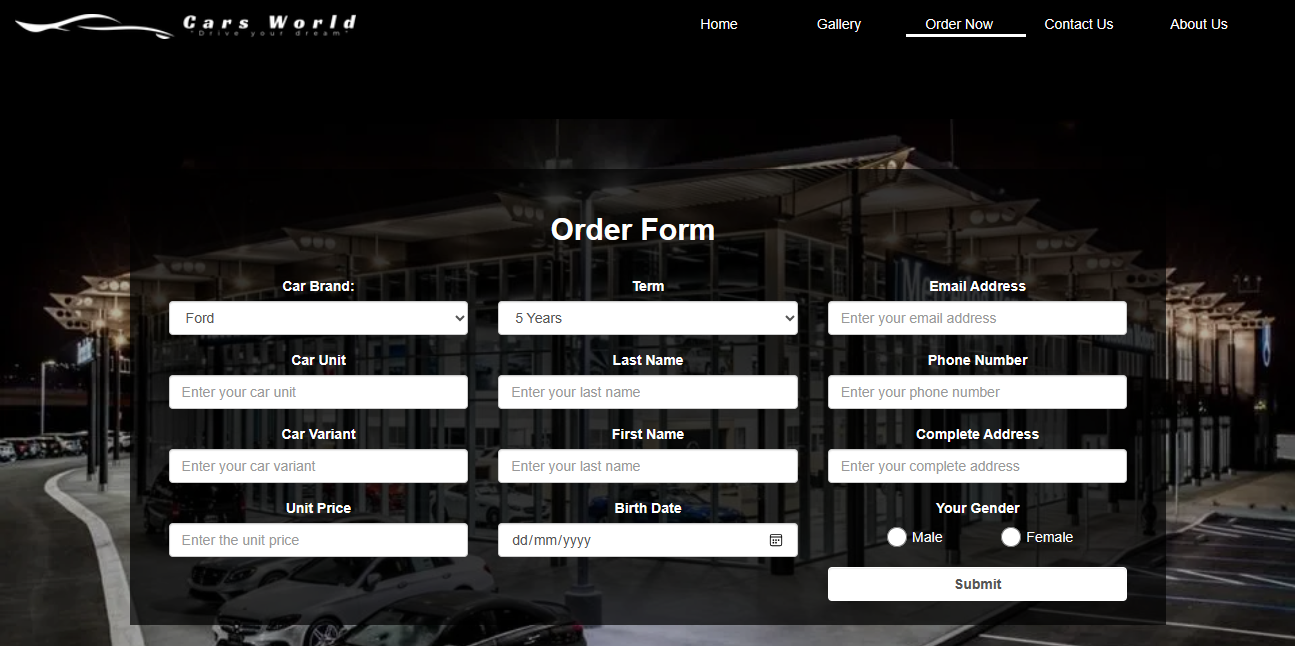 Cars World
"Drive your dream"
Home
Gallery
Order Now
Contact Us
About Us
Order Form
Car Brand:
Ford
Car Unit
Enter your car unit
Car Variant
Enter your car variant
Unit Price
Enter the unit price
Term
5 Years
Last Name
Enter your last name
First Name
Enter your last name
Birth Date
dd/mm/yyyy
Email Address
Enter your email address
Phone Number
Enter your phone number
Complete Address
Enter your complete address
Your Gender
Male
Female
Submit